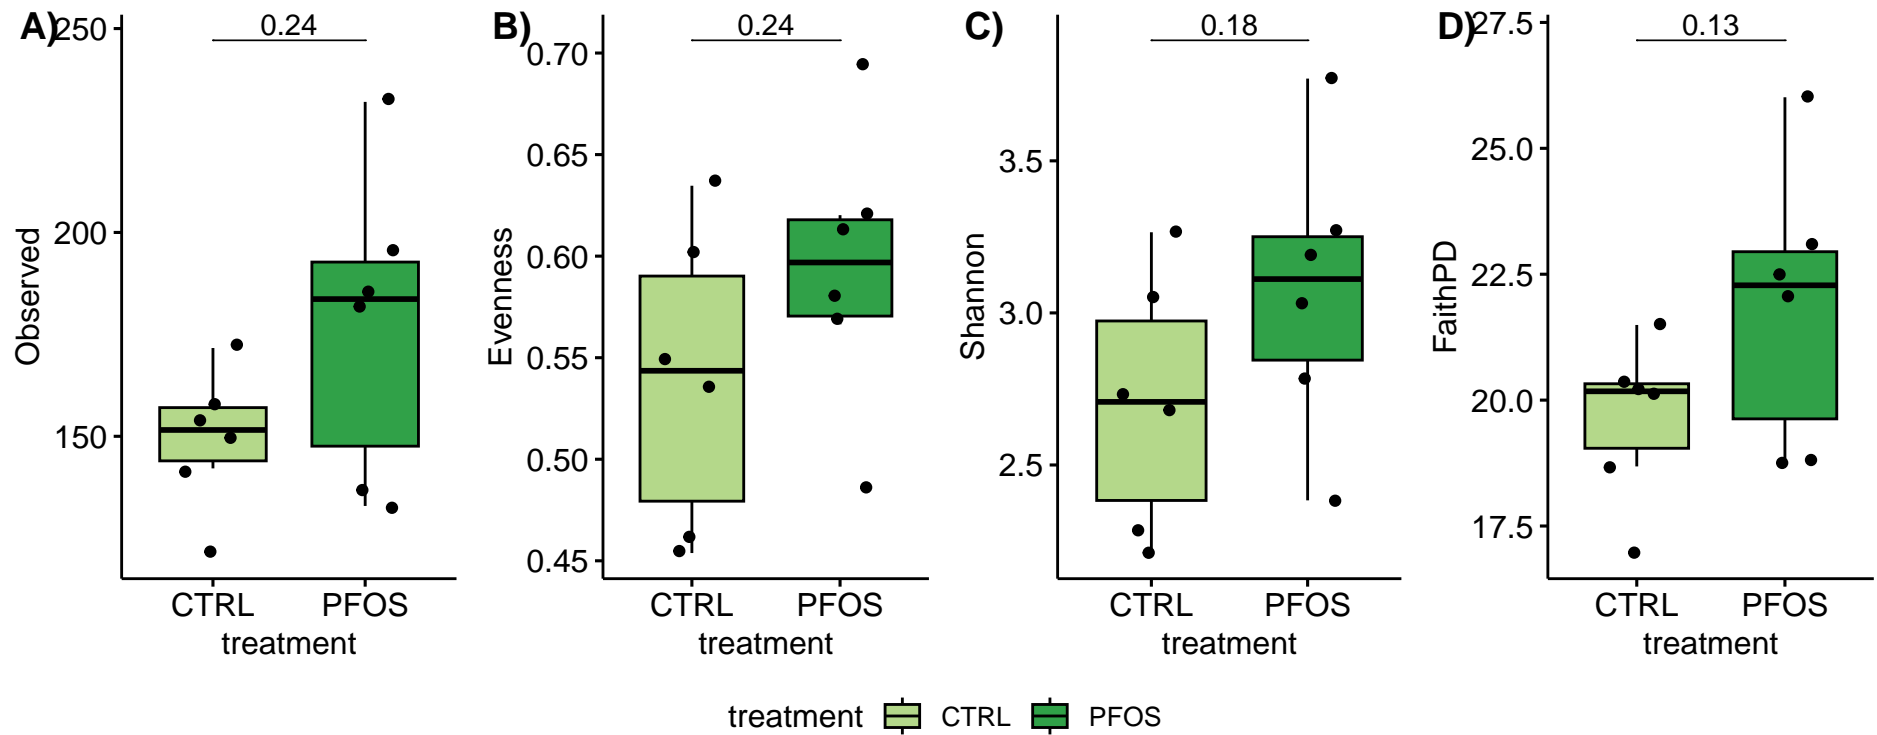 A)
250
200
150
Observed
0.24
CTRL PFOS
treatment
B)
0.70
0.65
0.60
0.55
0.50
0.45
Evenness
0.24
CTRL PFOS
treatment
C)
3.5
3.0
2.5
Shannon
0.18
CTRL PFOS
treatment
D)
27.5
25.0
22.5
20.0
17.5
FaithPD
0.13
CTRL PFOS
treatment
treatment CTRL PFOS